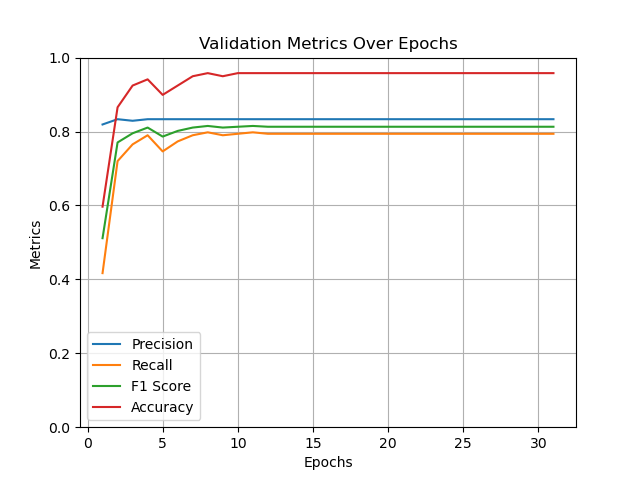 Validation Metrics Over Epochs
1.0
0.8
0.6
0.4
0.2
0.0
Metrics
Precision
Recall
F1 Score
Accuracy
0 5 10 15 20 25 30
Epochs